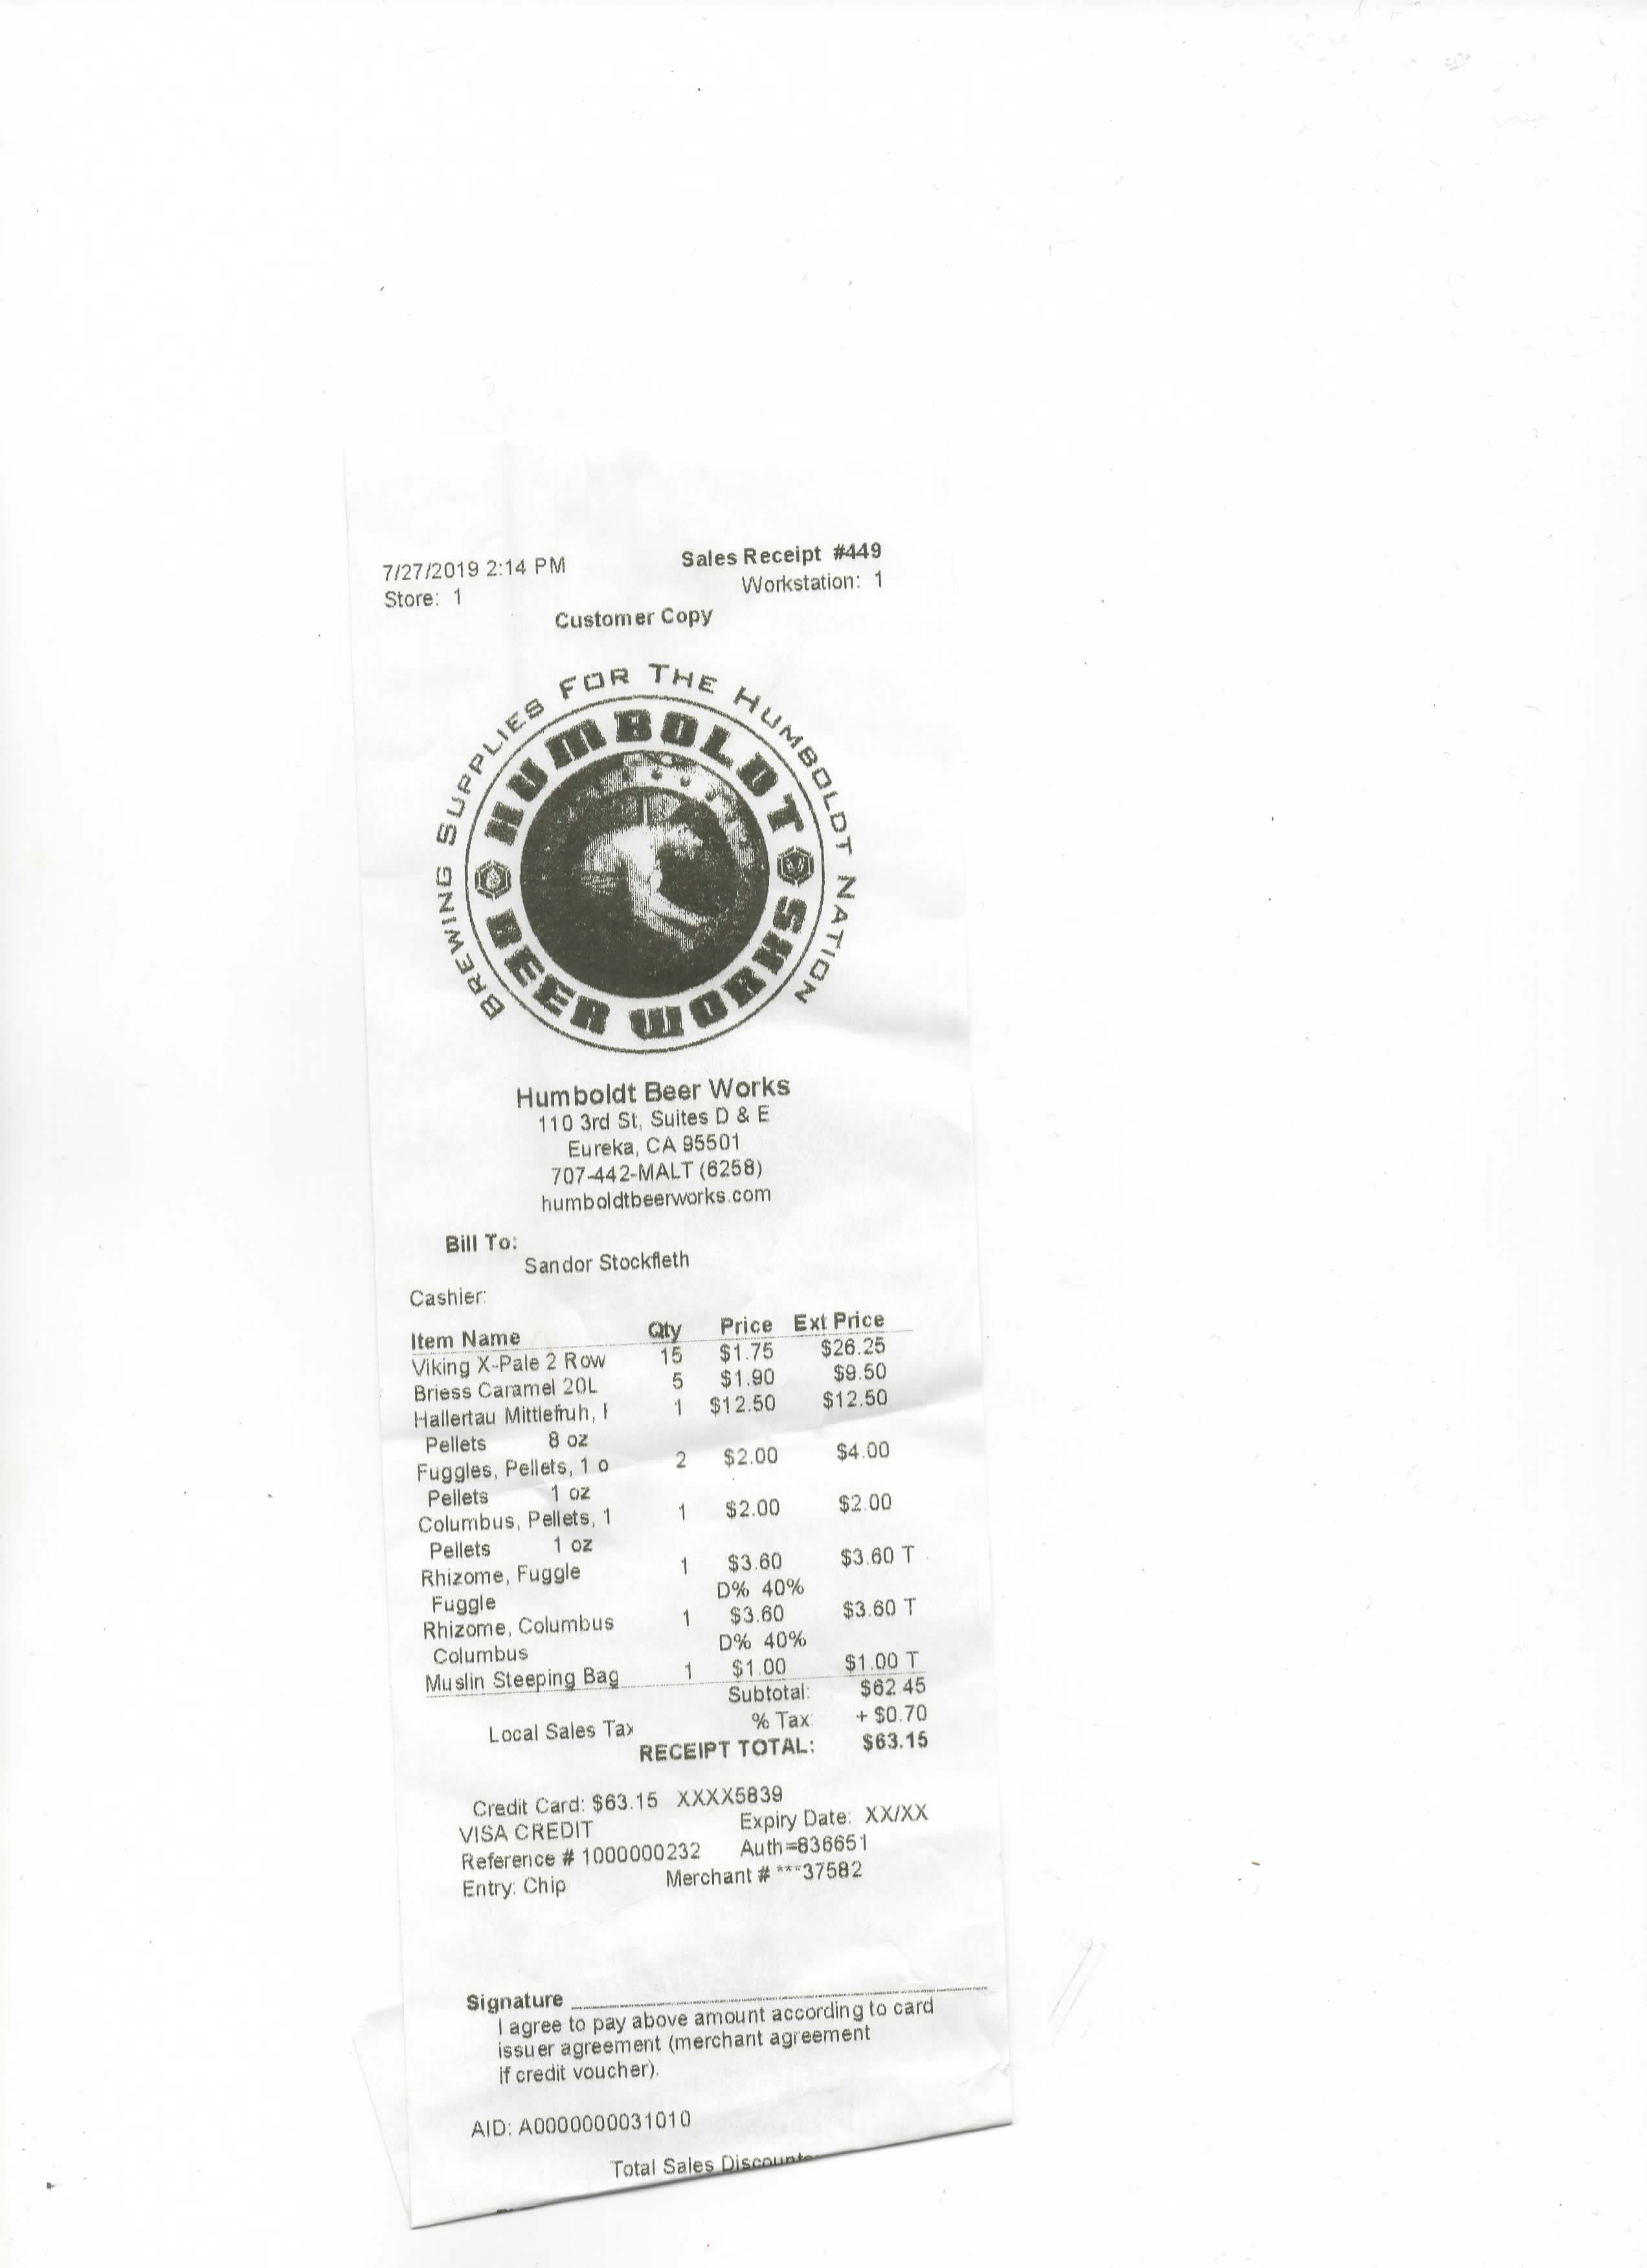 7/27/2019 2:14 PM Sales Receipt #449
Store: 1 Workstation: 1
Customer Copy
BREWING SUPPLIES FOR THE HUMBOLDT NATION
HUMBOLDT
BEER WORKS
Humboldt Beer Works
110 3rd St, Suites D & E
Eureka, CA 95501
707-442-MALT (6258)
humboldtbeerworks.com
Bill To:
Sandor Stockfleth
Cashier:
Item Name Qty Price Ext Price
Viking X-Pale 2 Row 15 $1.75 $26.25
Briess Caramel 20L 5 $1.90 $9.50
Hallertau Mittlefruh, 1 $12.50 $12.50
Pellets 8 oz
Fuggles, Pellets, 1 o 2 $2.00 $4.00
Pellets 1 oz
Columbus, Pellets, 1 1 $2.00 $2.00
Pellets 1 oz
Rhizome, Fuggle 1 $3.60 $3.60 T
Fuggle D% 40%
Rhizome, Columbus 1 $3.60 $3.60 T
Columbus D% 40%
Muslin Steeping Bag 1 $1.00 $1.00 T
Subtotal: $62.45
Local Sales Tax % Tax: + $0.70
RECEIPT TOTAL: $63.15
Credit Card: $63.15 XXXX5839
VISA CREDIT Expiry Date: XX/XX
Reference # 1000000232 Auth=836651
Entry: Chip Merchant # ***37582
Signature
I agree to pay above amount according to card
issuer agreement (merchant agreement
if credit voucher).
AID: A0000000031010
Total Sales Discounts